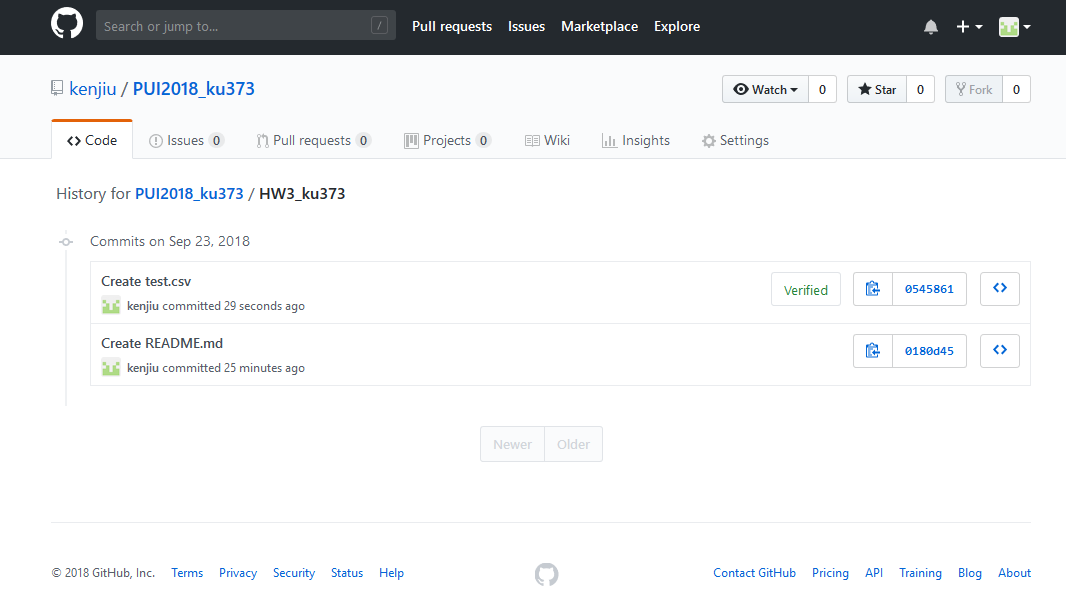 Search or jump to... / Pull requests Issues Marketplace Explore
kenjiu / PUI2018_ku373 Watch 0 Star 0 Fork 0
Code Issues 0 Pull requests 0 Projects 0 Wiki Insights Settings
History for PUI2018_ku373 / HW3_ku373
Commits on Sep 23, 2018
Create test.csv
kenjiu committed 29 seconds ago
Verified 0545861
Create README.md
kenjiu committed 25 minutes ago
0180d45
Newer Older
© 2018 GitHub, Inc. Terms Privacy Security Status Help Contact GitHub Pricing API Training Blog About